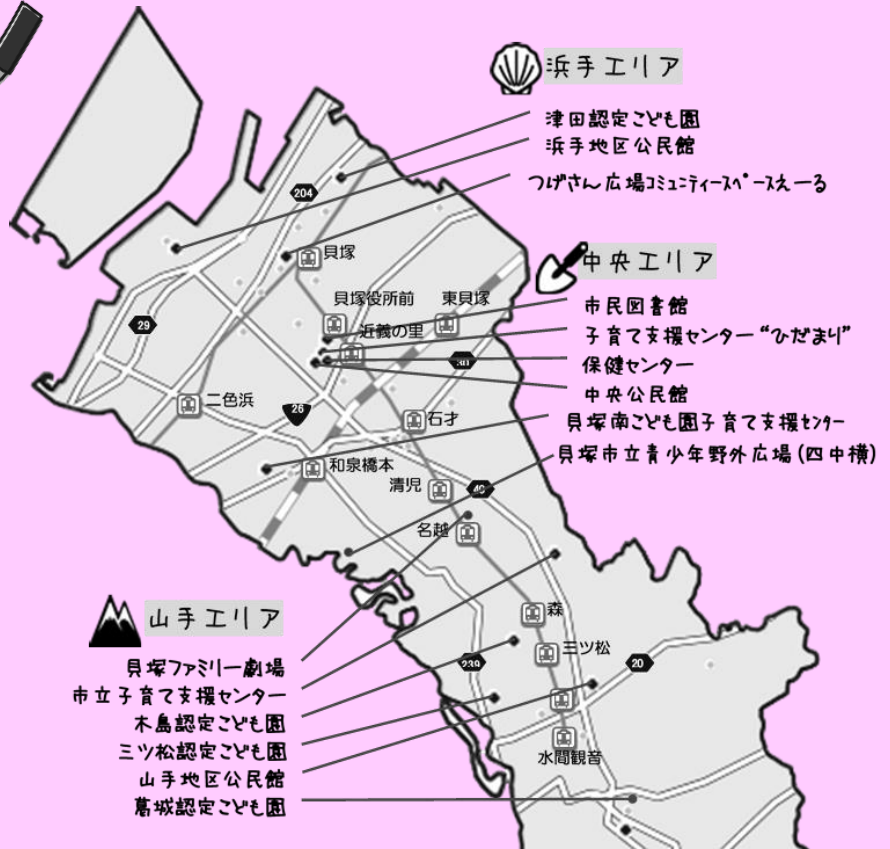 浜手エリア
津田認定こども園
浜手地区公民館
つげさん広場コミュニティースペースえーる
204
貝塚
中央エリア
貝塚役所前
東貝塚
市民図書館
29
近義の里
子育て支援センター“ひだまり”
30
保健センター
中央公民館
二色浜
26
石才
貝塚南こども園子育て支援センター
貝塚市立青少年野外広場(四中横)
和泉橋本
清児
40
名越
山手エリア
森
三ツ松
貝塚ファミリー劇場
239
20
市立子育て支援センター
木島認定こども園
三ツ松認定こども園
水間観音
山手地区公民館
葛城認定こども園